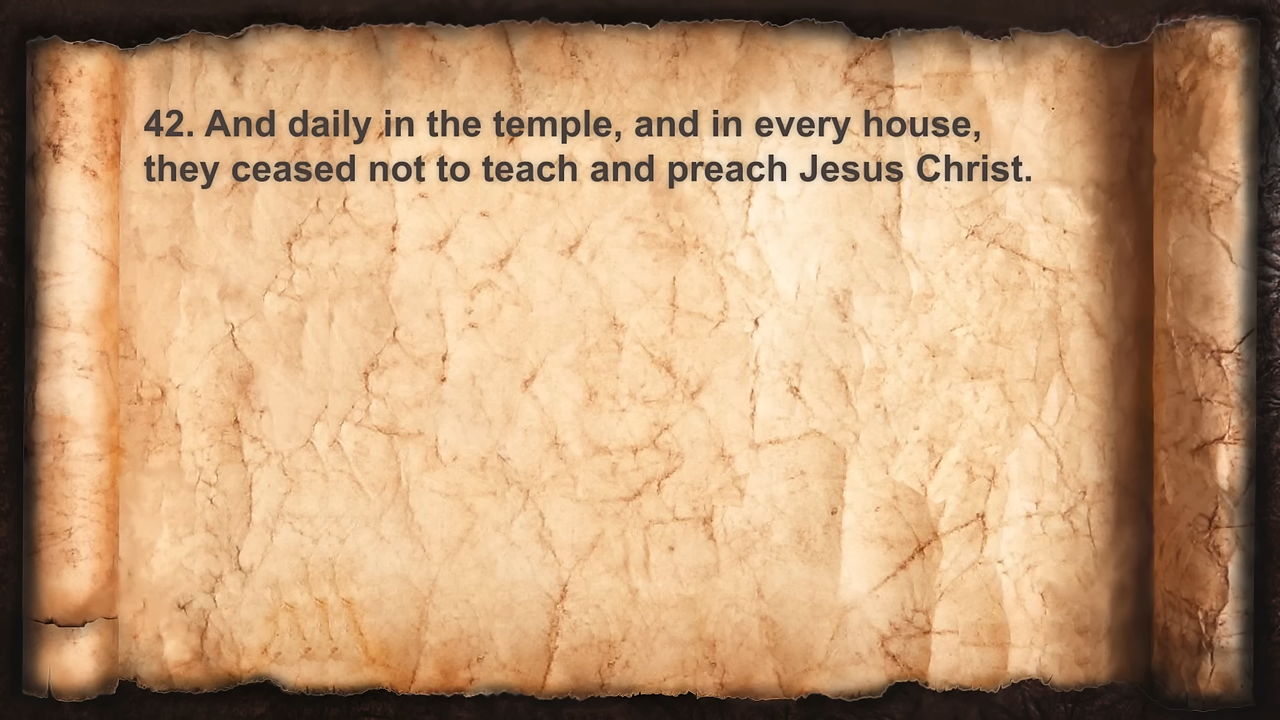 42. And daily in the temple, and in every house,
they ceased not to teach and preach Jesus Christ.